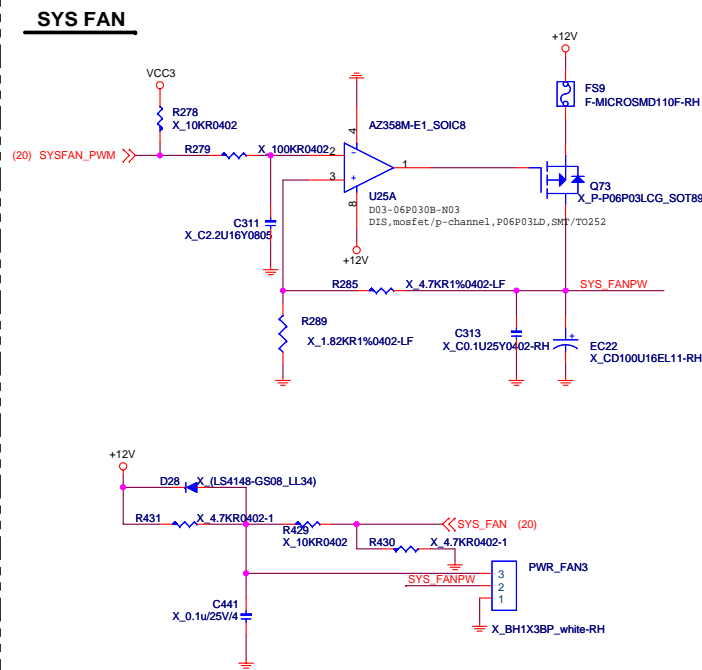 SYS FAN
+12V
VCC3
FS9
F-MICROSMD110F-RH
R278
X_10KR0402
4
AZ358M-E1_SOIC8
(20) SYSFAN_PWM
R279
X_100KR0402
2
1
3
Q73
X_P-P06P03LCG_SOT89
8
U25A
D03-06P030B-N03
DIS,mosfet/p-channel,P06P03LD,SMT/TO252
C311
X_C2.2U16Y0805
+12V
R285
X_4.7KR1%0402-LF
SYS_FANPW
R289
X_1.82KR1%0402-LF
C313
X_C0.1U25Y0402-RH
EC22
X_CD100U16EL11-RH
+12V
D28
X_(LS4148-GS08_LL34)
R431
X_4.7KR0402-1
R429
X_10KR0402
SYS_FAN (20)
R430
X_4.7KR0402-1
PWR_FAN3
SYS_FANPW
3
2
1
C441
X_0.1u/25V/4
X_BH1X3BP_white-RH